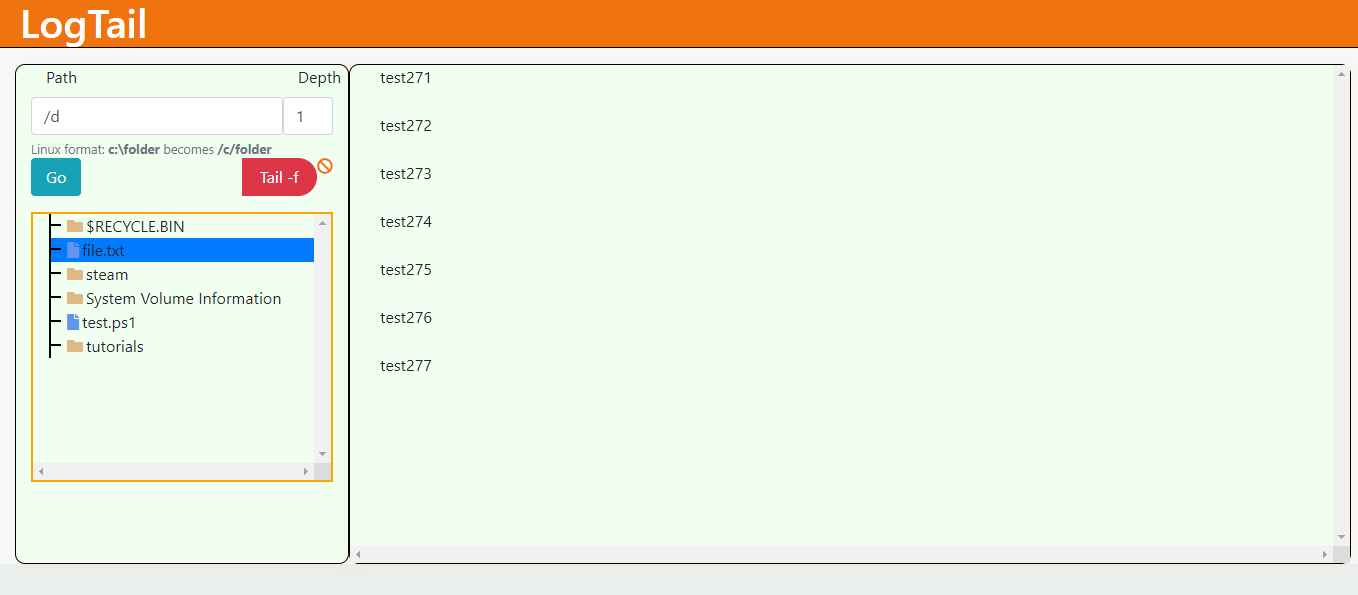 LogTail
Path Depth
/d 1
Linux format: c:\folder becomes /c/folder
Go Tail -f
$RECYCLE.BIN
file.txt
steam
System Volume Information
test.ps1
tutorials
test271
test272
test273
test274
test275
test276
test277